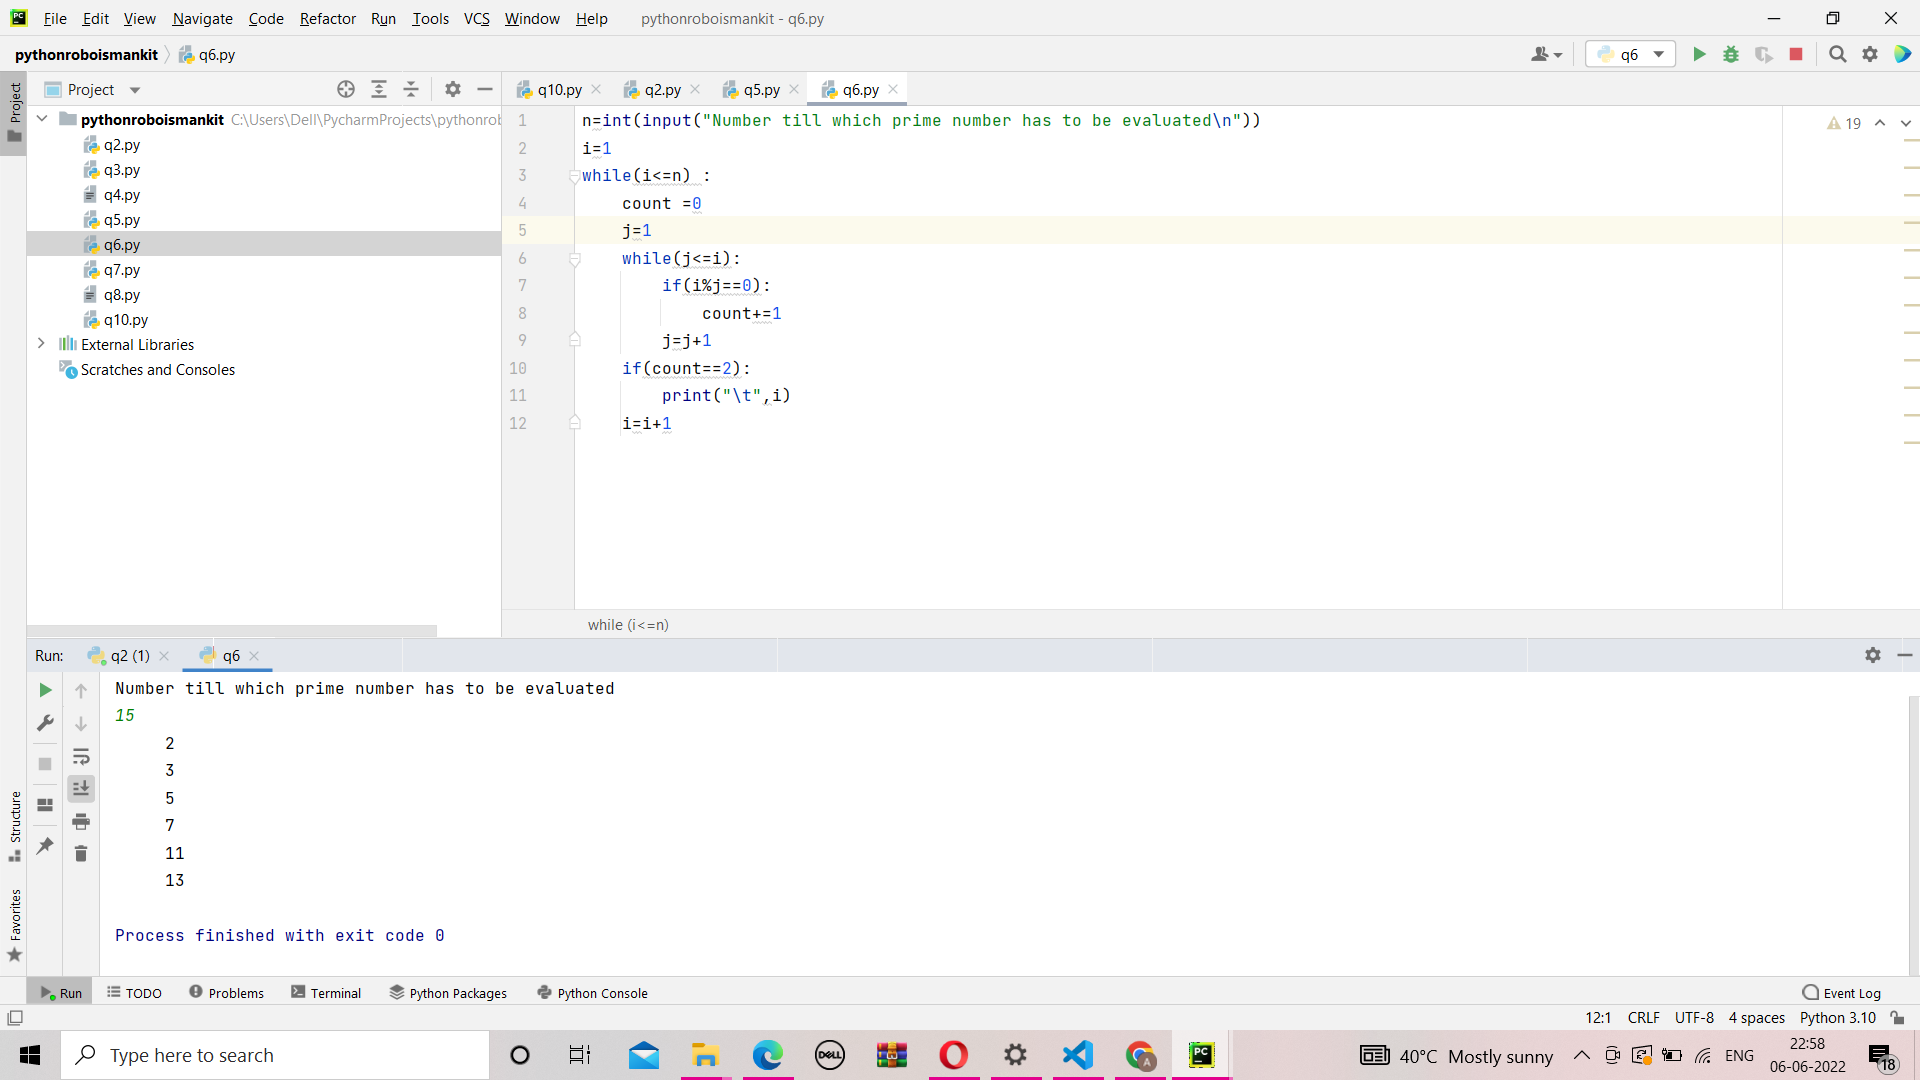 File Edit View Navigate Code Refactor Run Tools VCS Window Help pythonroboismankit - q6.py
pythonroboismankit q6.py
q6
Project
Project
q10.py q2.py q5.py q6.py
pythonroboismankit C:\Users\Dell\PycharmProjects\pythonrob
q2.py
q3.py
q4.py
q5.py
q6.py
q7.py
q8.py
q10.py
External Libraries
Scratches and Consoles
19
1 n=int(input("Number till which prime number has to be evaluated\n"))
2 i=1
3 while(i<=n) :
4 count =0
5 j=1
6 while(j<=i):
7 if(i%j==0):
8 count+=1
9 j=j+1
10 if(count==2):
11 print("\t",i)
12 i=i+1
while (i<=n)
Run: q2 (1) q6
Number till which prime number has to be evaluated
15
2
3
5
7
11
13
Process finished with exit code 0
Structure
Favorites
Run TODO Problems Terminal Python Packages Python Console Event Log
12:1 CRLF UTF-8 4 spaces Python 3.10
Type here to search
DELL
PC
A
40°C Mostly sunny
ENG
22:58
06-06-2022
18